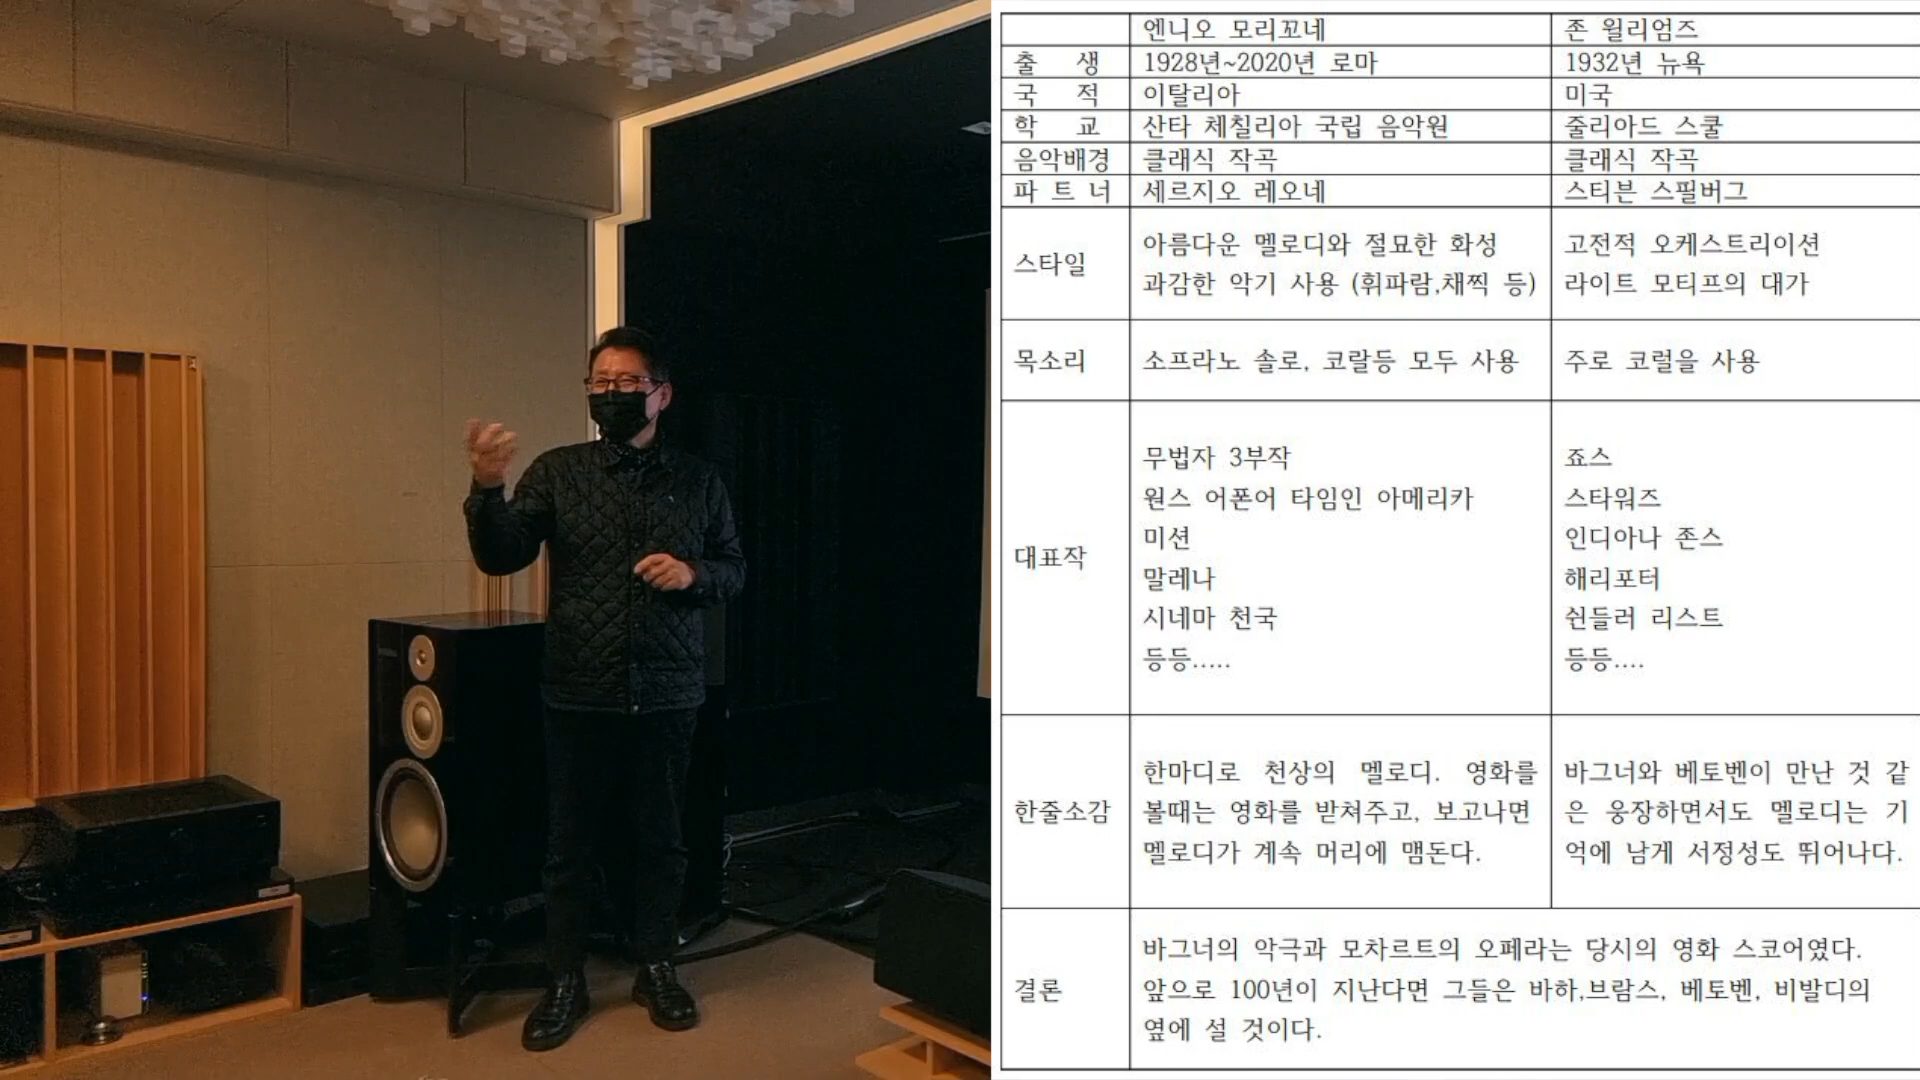 엔니오 모리꼬네 존 윌리엄즈
출 생 1928년~2020년 로마 1932년 뉴욕
국 적 이탈리아 미국
학 교 산타 체칠리아 국립 음악원 줄리아드 스쿨
음악배경 클래식 작곡 클래식 작곡
파 트 너 세르지오 레오네 스티븐 스필버그
스타일
아름다운 멜로디와 절묘한 화성
과감한 악기 사용 (휘파람,채찍 등)
고전적 오케스트리이션
라이트 모티프의 대가
목소리 소프라노 솔로, 코랄등 모두 사용 주로 코럴을 사용
대표작
무법자 3부작
원스 어폰어 타임인 아메리카
미션
말레나
시네마 천국
등등.....
죠스
스타워즈
인디아나 존스
해리포터
쉰들러 리스트
등등....
한줄소감
한마디로 천상의 멜로디. 영화를
볼때는 영화를 받쳐주고, 보고나면
멜로디가 계속 머리에 맴돈다.
바그너와 베토벤이 만난 것 같
은 웅장하면서도 멜로디는 기
억에 남게 서정성도 뛰어나다.
결론
바그너의 악극과 모차르트의 오페라는 당시의 영화 스코어였다.
앞으로 100년이 지난다면 그들은 바하,브람스, 베토벤, 비발디의
옆에 설 것이다.